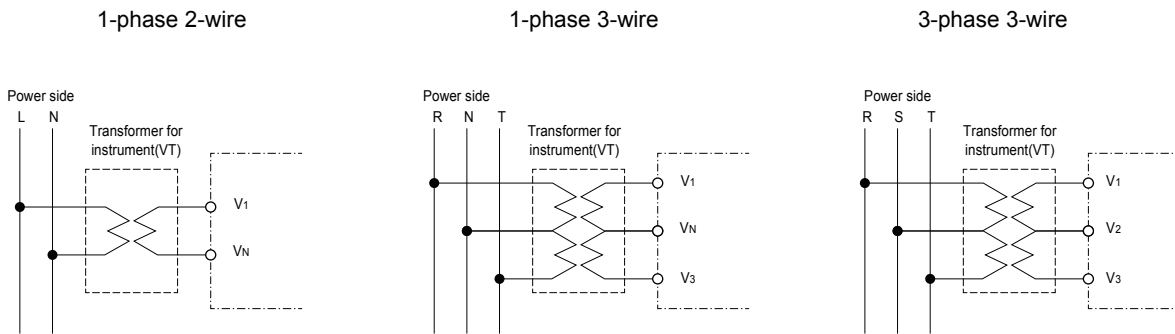 1-phase 2-wire
1-phase 3-wire
3-phase 3-wire
Power side
L N
Transformer for
instrument(VT)
V1
VN
Power side
R N T
Transformer for
instrument(VT)
V1
VN
V3
Power side
R S T
Transformer for
instrument(VT)
V1
V2
V3